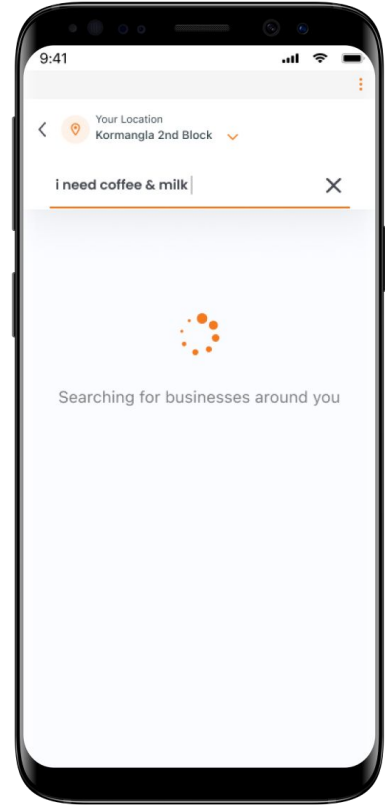 9:41
Your Location
Kormangla 2nd Block
i need coffee & milk
Searching for businesses around you